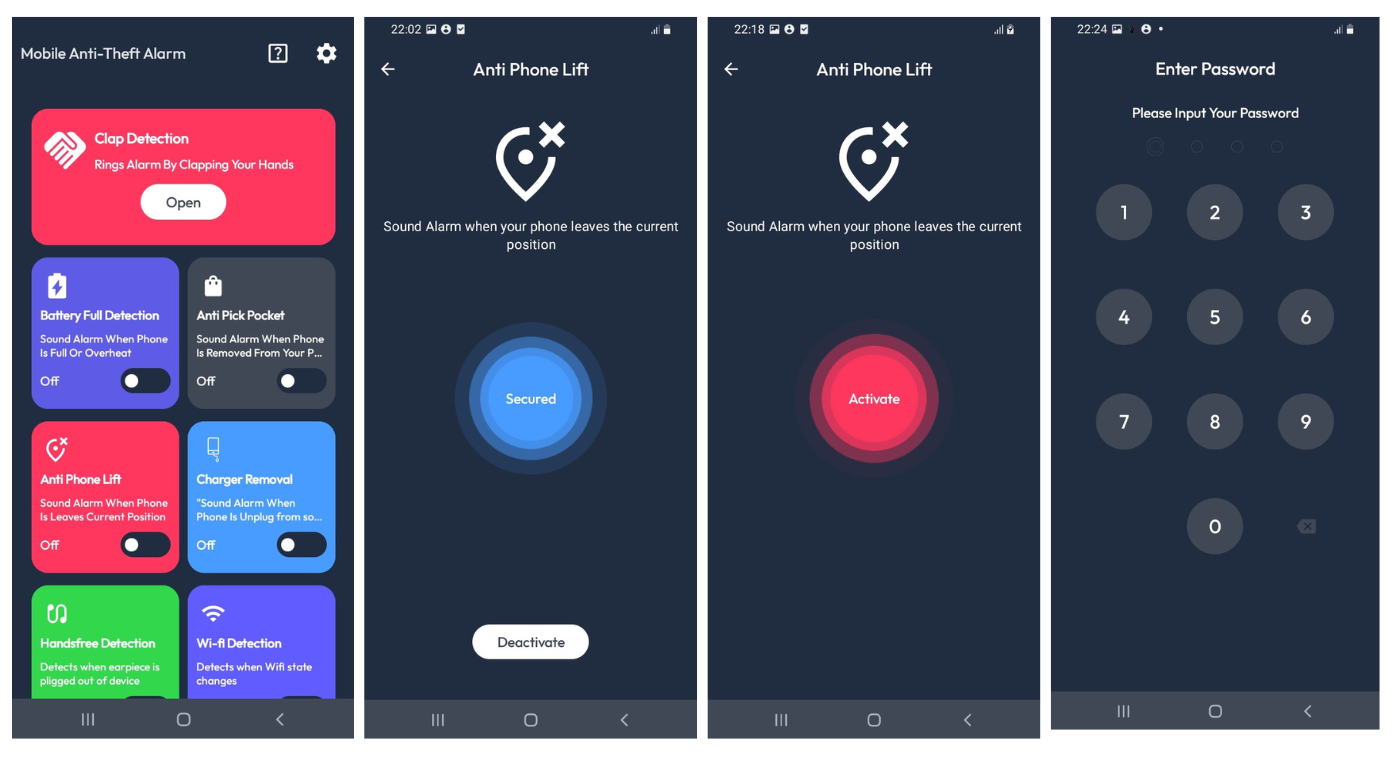 Mobile Anti-Theft Alarm
Clap Detection
Rings Alarm By Clapping Your Hands
Open
Battery Full Detection
Sound Alarm When Phone
Is Full Or Overheat
Off
Anti Pick Pocket
Sound Alarm When Phone
Is Removed From Your P...
Off
Anti Phone Lift
Sound Alarm When Phone
Is Leaves Current Position
Off
Charger Removal
"Sound Alarm When
Phone Is Unplug from so...
Off
Handsfree Detection
Detects when earpiece is
pligged out of device
Wi-fi Detection
Detects when Wifi state
changes
22:02
Anti Phone Lift
Sound Alarm when your phone leaves the current
position
Secured
Deactivate
22:18
Anti Phone Lift
Sound Alarm when your phone leaves the current
position
Activate
22:24
Enter Password
Please Input Your Password
1 2 3
4 5 6
7 8 9
0